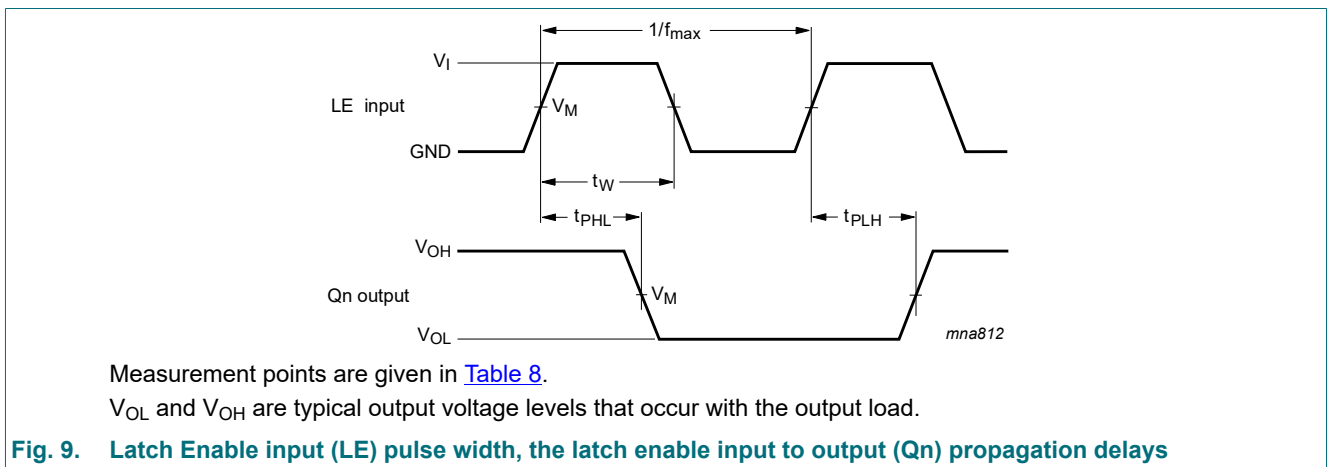 1/fmax
VI
LE input
VM
GND
tW
tPHL
tPLH
VOH
Qn output
VM
VOL
mna812
Measurement points are given in Table 8.
VOL and VOH are typical output voltage levels that occur with the output load.
Fig. 9. Latch Enable input (LE) pulse width, the latch enable input to output (Qn) propagation delays